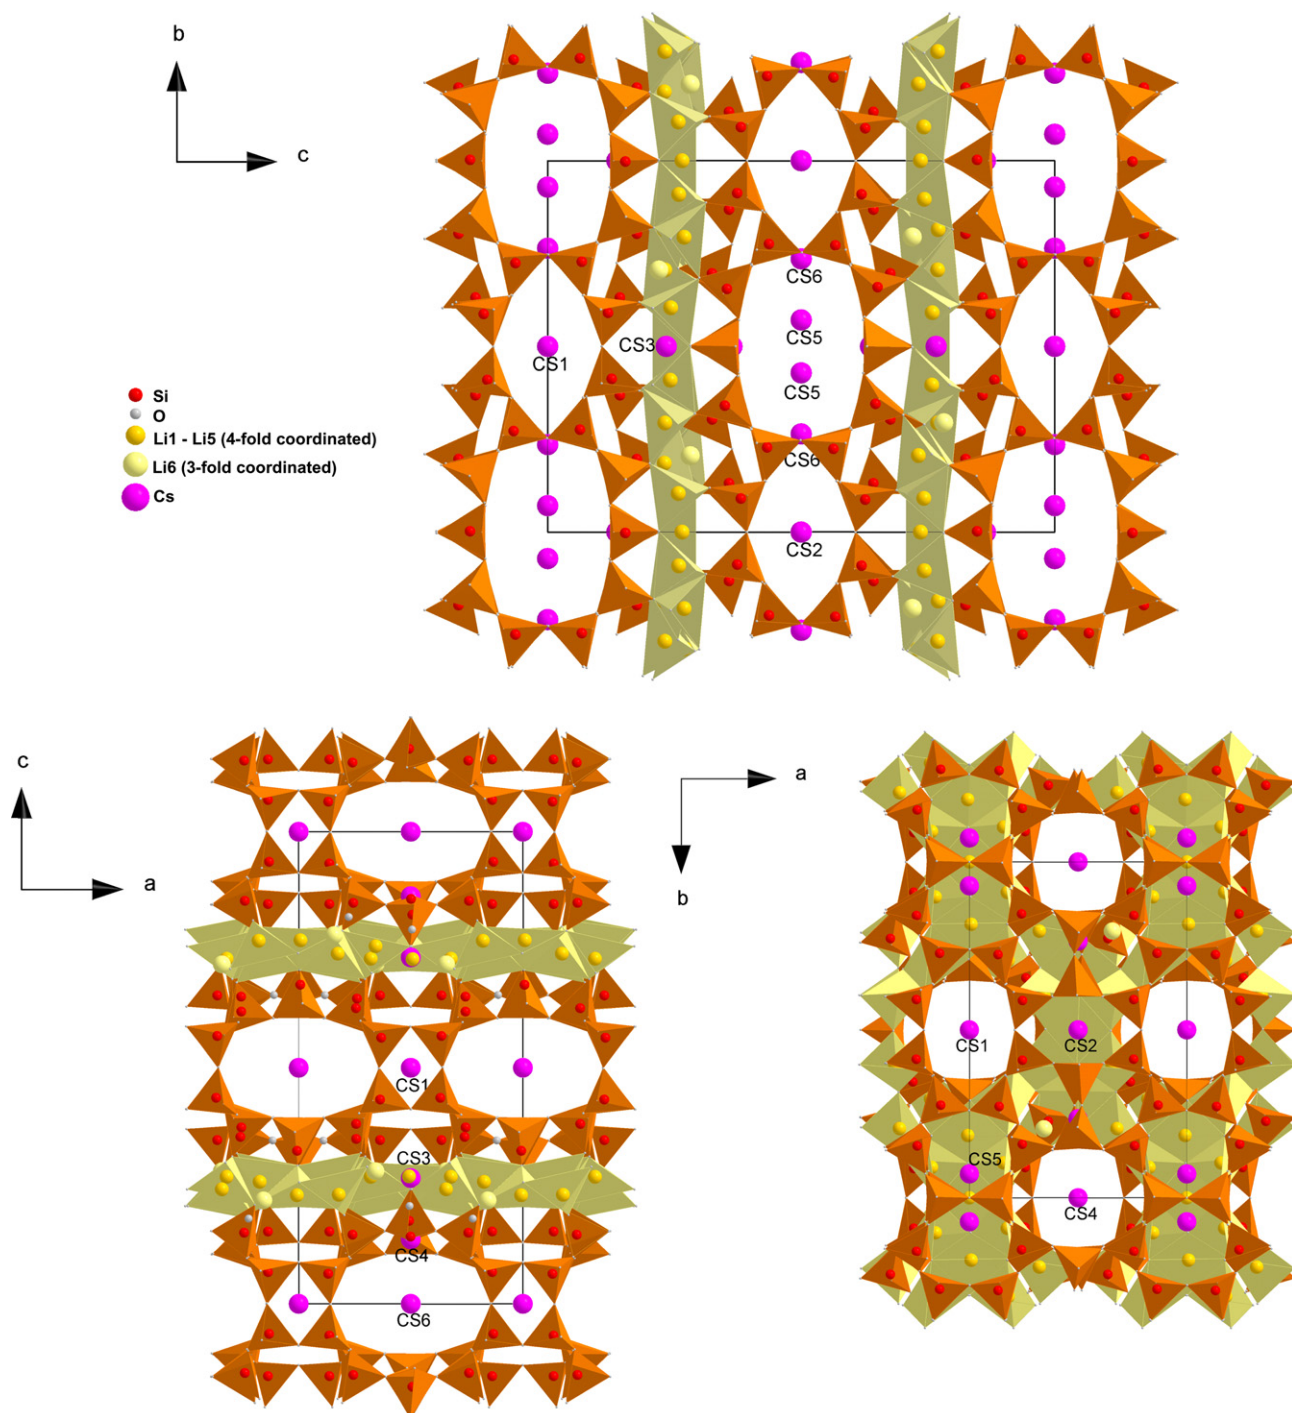 b
c
CS6
CS3
CS5
CS1
CS5
Si
O
Li1 - Li5 (4-fold coordinated)
CS6
Li6 (3-fold coordinated)
Cs
CS2
c
a
a
b
CS1
CS2
CS1
CS3
CS5
CS4
CS4
CS6